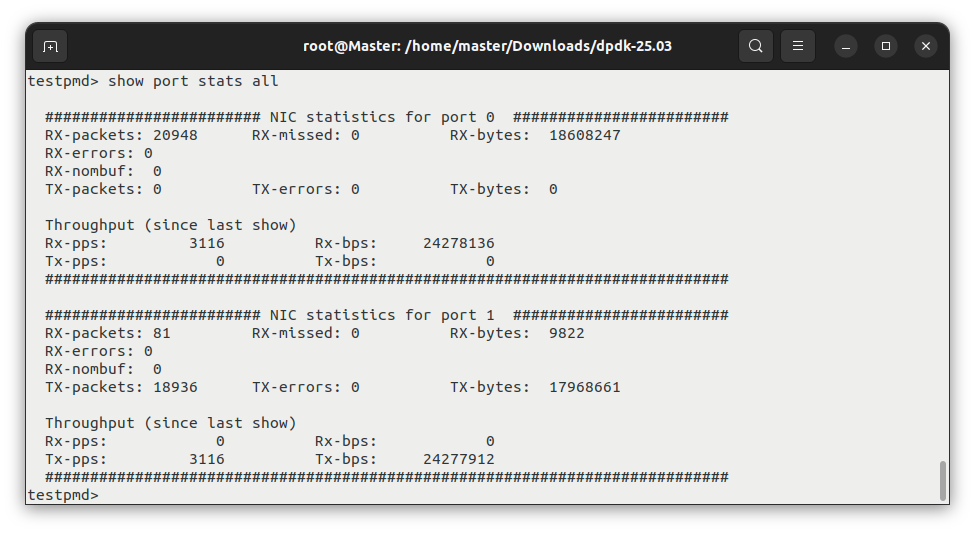 root@Master: /home/master/Downloads/dpdk-25.03
testpmd> show port stats all
######################## NIC statistics for port 0 ########################
RX-packets: 20948 RX-missed: 0 RX-bytes: 18608247
RX-errors: 0
RX-nombuf: 0
TX-packets: 0 TX-errors: 0 TX-bytes: 0
Throughput (since last show)
Rx-pps: 3116 Rx-bps: 24278136
Tx-pps: 0 Tx-bps: 0
############################################################################
######################## NIC statistics for port 1 ########################
RX-packets: 81 RX-missed: 0 RX-bytes: 9822
RX-errors: 0
RX-nombuf: 0
TX-packets: 18936 TX-errors: 0 TX-bytes: 17968661
Throughput (since last show)
Rx-pps: 0 Rx-bps: 0
Tx-pps: 3116 Tx-bps: 24277912
############################################################################
testpmd>